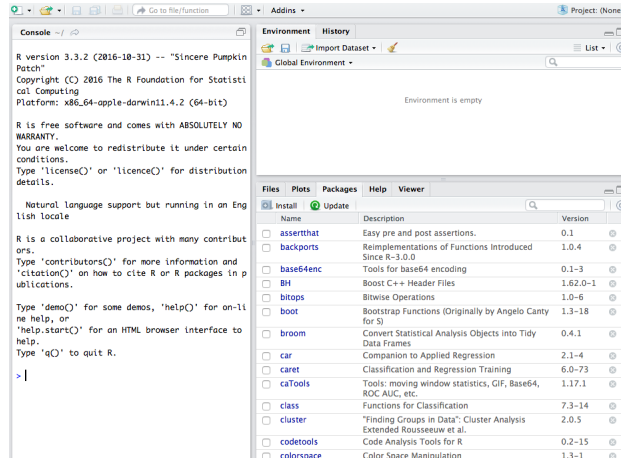 Go to file/function
Addins
Project: (None
Console ~/
R version 3.3.2 (2016-10-31) -- "Sincere Pumpkin
Patch"
Copyright (C) 2016 The R Foundation for Statisti
cal Computing
Platform: x86_64-apple-darwin11.4.2 (64-bit)
R is free software and comes with ABSOLUTELY NO
WARRANTY.
You are welcome to redistribute it under certain
conditions.
Type 'license()' or 'licence()' for distribution
details.
Natural language support but running in an Eng
lish locale
R is a collaborative project with many contribut
ors.
Type 'contributors()' for more information and
'citation()' on how to cite R or R packages in p
ublications.
Type 'demo()' for some demos, 'help()' for on-li
ne help, or
'help.start()' for an HTML browser interface to
help.
Type 'q()' to quit R.
>
Environment History
Import Dataset List
Global Environment
Environment is empty
Files Plots Packages Help Viewer
Install Update
Name Description Version
assertthat Easy pre and post assertions. 0.1
backports Reimplementations of Functions Introduced 1.0.4
Since R-3.0.0
base64enc Tools for base64 encoding 0.1-3
BH Boost C++ Header Files 1.62.0-1
bitops Bitwise Operations 1.0-6
boot Bootstrap Functions (Originally by Angelo Canty 1.3-18
for S)
broom Convert Statistical Analysis Objects into Tidy 0.4.1
Data Frames
car Companion to Applied Regression 2.1-4
caret Classification and Regression Training 6.0-73
caTools Tools: moving window statistics, GIF, Base64, 1.17.1
ROC AUC, etc.
class Functions for Classification 7.3-14
cluster "Finding Groups in Data": Cluster Analysis 2.0.5
Extended Rousseeuw et al.
codetools Code Analysis Tools for R 0.2-15
colorspace Color Space Manipulation 1.3-1